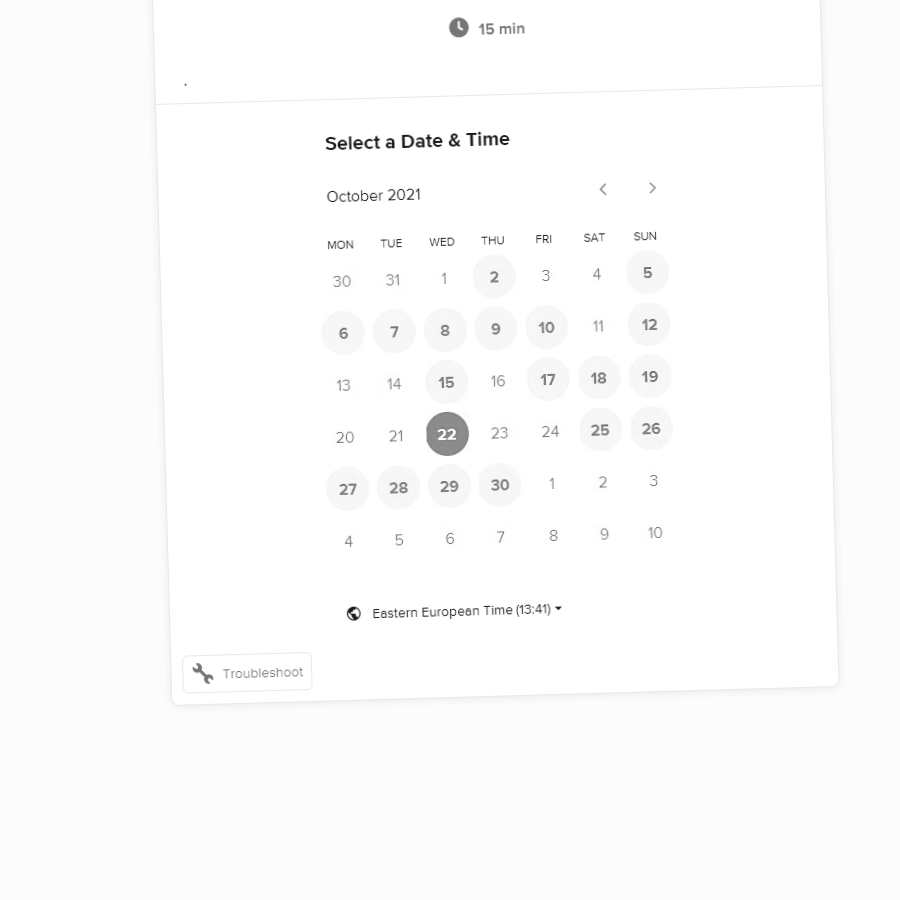 15 min
.
Select a Date & Time
October 2021
MON TUE WED THU FRI SAT SUN
30 31 1 2 3 4 5
6 7 8 9 10 11 12
13 14 15 16 17 18 19
20 21 22 23 24 25 26
27 28 29 30 1 2 3
4 5 6 7 8 9 10
Eastern European Time (13:41)
Troubleshoot